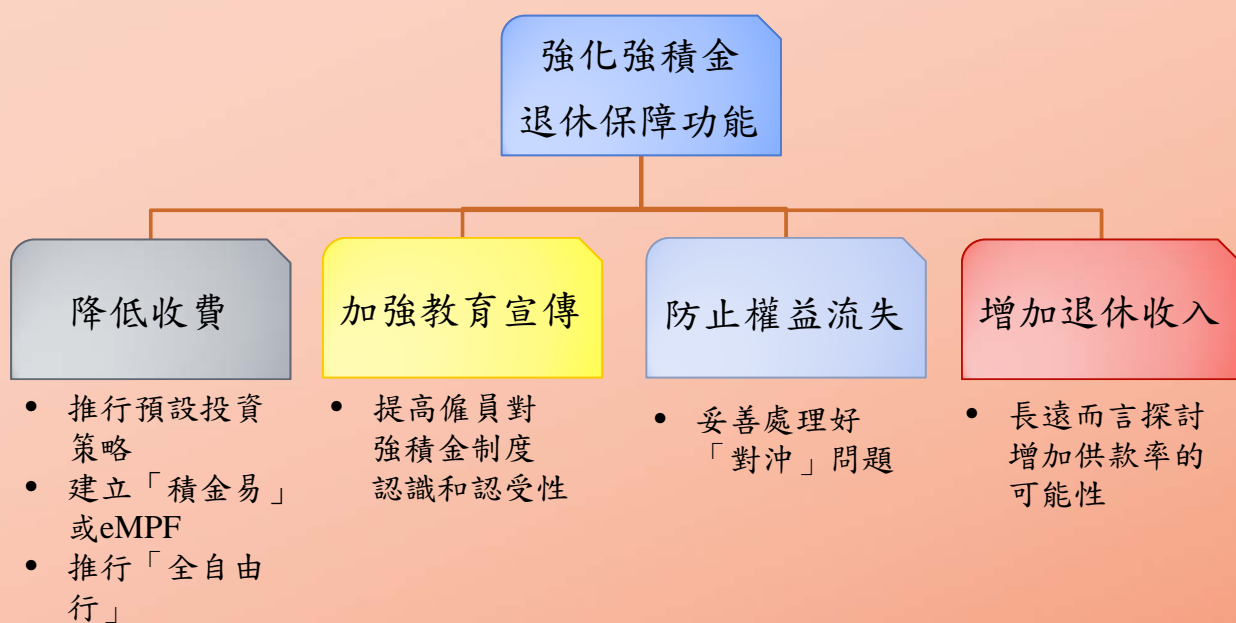 強化強積金
退休保障功能
降低收費
• 推行預設投資
策略
• 建立「積金易」
或eMPF
• 推行「全自由
行」
加強教育宣傳
• 提高僱員對
強積金制度
認識和認受性
防止權益流失
• 妥善處理好
「對沖」問題
增加退休收入
• 長遠而言探討
增加供款率的
可能性